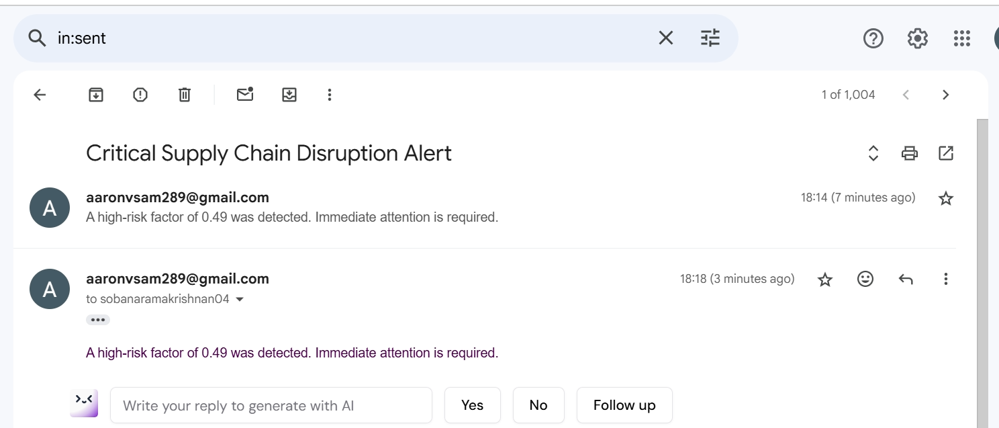 in:sent
1 of 1,004
Critical Supply Chain Disruption Alert
A
aaronvsam289@gmail.com
18:14 (7 minutes ago)
A high-risk factor of 0.49 was detected. Immediate attention is required.
A
aaronvsam289@gmail.com
18:18 (3 minutes ago)
to sobanaramakrishnan04
A high-risk factor of 0.49 was detected. Immediate attention is required.
Write your reply to generate with AI
Yes
No
Follow up